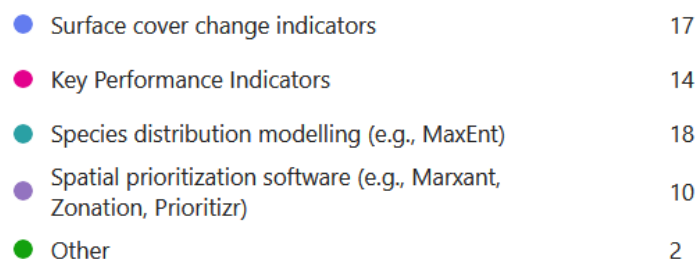 Surface cover change indicators 17
Key Performance Indicators 14
Species distribution modelling (e.g., MaxEnt) 18
Spatial prioritization software (e.g., Marxant,
Zonation, Prioritizr) 10
Other 2